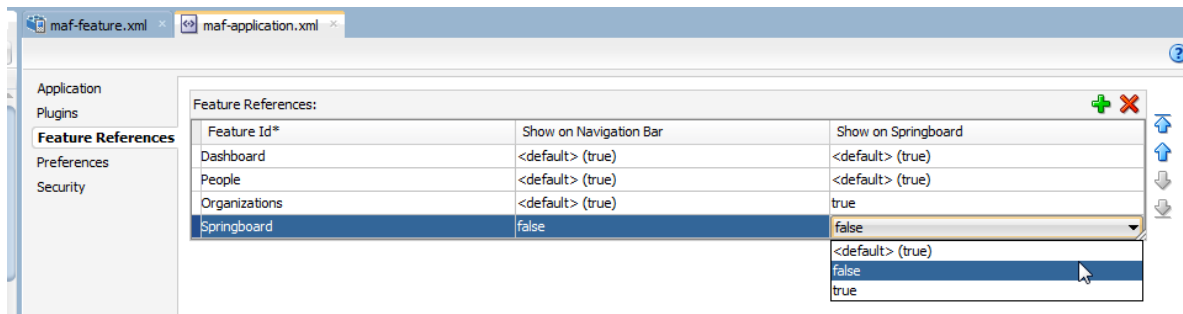 maf-feature.xml maf-application.xml
Application
Plugins
Feature References
Preferences
Security
Feature References:
Feature Id* Show on Navigation Bar Show on Springboard
Dashboard <default> (true) <default> (true)
People <default> (true) <default> (true)
Organizations <default> (true) true
Springboard false false
<default> (true)
false
true